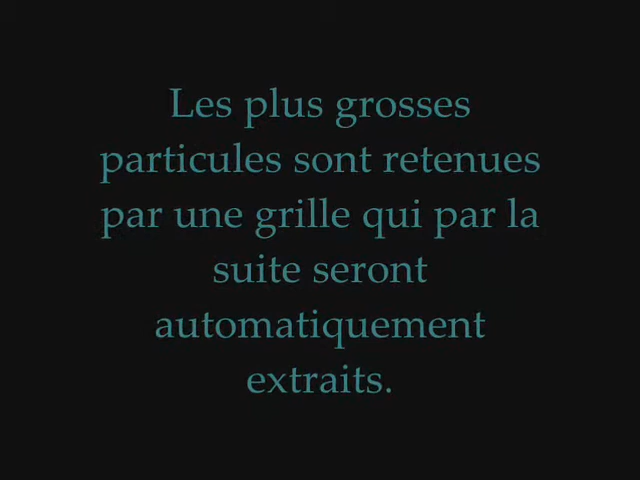 Les plus grosses
particules sont retenues
par une grille qui par la
suite seront
automatiquement
extraits.